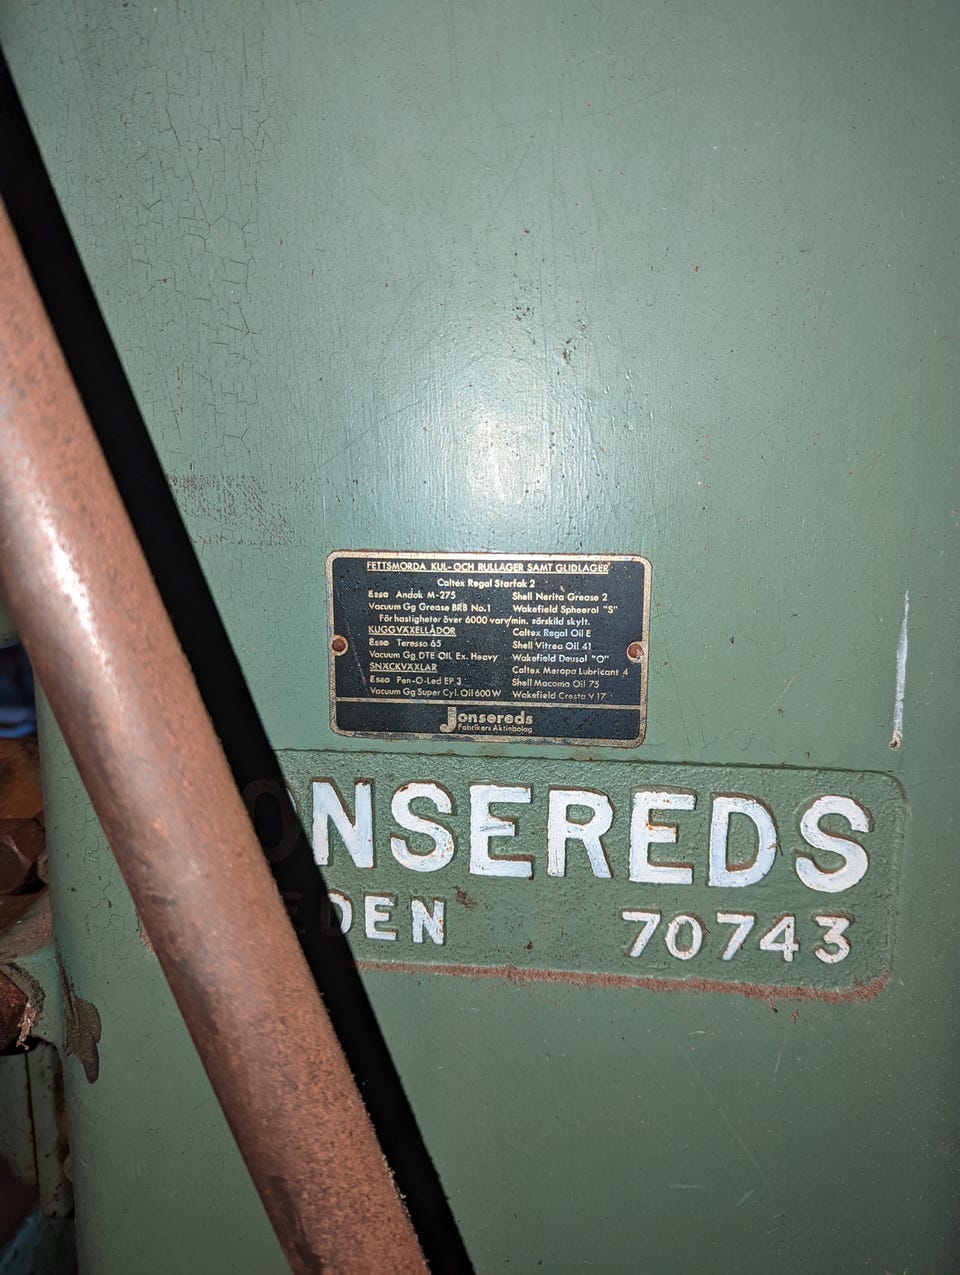 FETTSMORDA KUL- OCH RULLAGER SAMT GLIDLAGER
Caltex Regal Starfak 2
Esso Andok M-275 Shell Nerita Grease 2
Vacuum Gg Grease BRB No.1 Wakefield Spheerol "S"
För hastigheter över 6000 varv/min. särskild skylt.
KUGGVÄXELLÅDOR Caltex Regal Oil E
Esso Teresso 65 Shell Vitrea Oil 41
Vacuum Gg DTE OIL Ex. Heavy Wakefield Deusol "O"
SNÄCKVÄXLAR Caltex Meropa Lubricant 4
Esso Pen-O-Led EP 3 Shell Macoma Oil 75
Vacuum Gg Super Cyl. Oil 600 W Wakefield Cresta V 17
Jonsereds
Fabrikers Aktiebolag
ONSEREDS
EDEN 70743